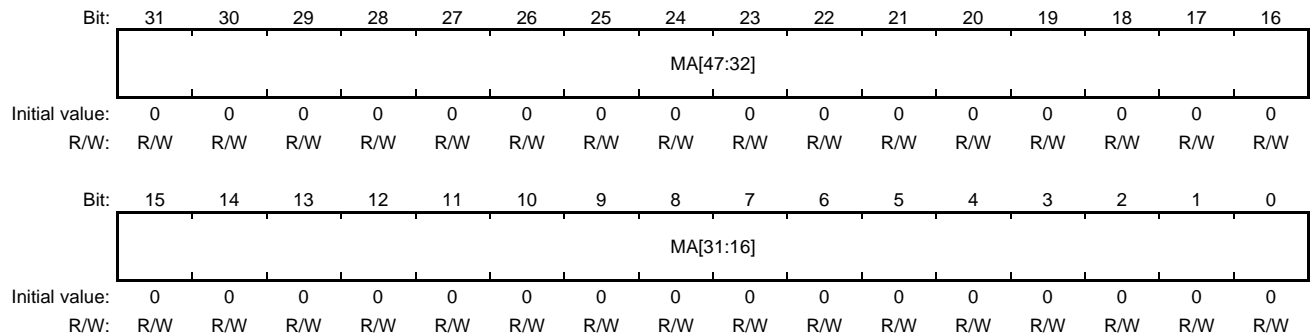 Bit: 31 30 29 28 27 26 25 24 23 22 21 20 19 18 17 16
MA[47:32]
Initial value: 0 0 0 0 0 0 0 0 0 0 0 0 0 0 0 0
R/W: R/W R/W R/W R/W R/W R/W R/W R/W R/W R/W R/W R/W R/W R/W R/W R/W
Bit: 15 14 13 12 11 10 9 8 7 6 5 4 3 2 1 0
MA[31:16]
Initial value: 0 0 0 0 0 0 0 0 0 0 0 0 0 0 0 0
R/W: R/W R/W R/W R/W R/W R/W R/W R/W R/W R/W R/W R/W R/W R/W R/W R/W